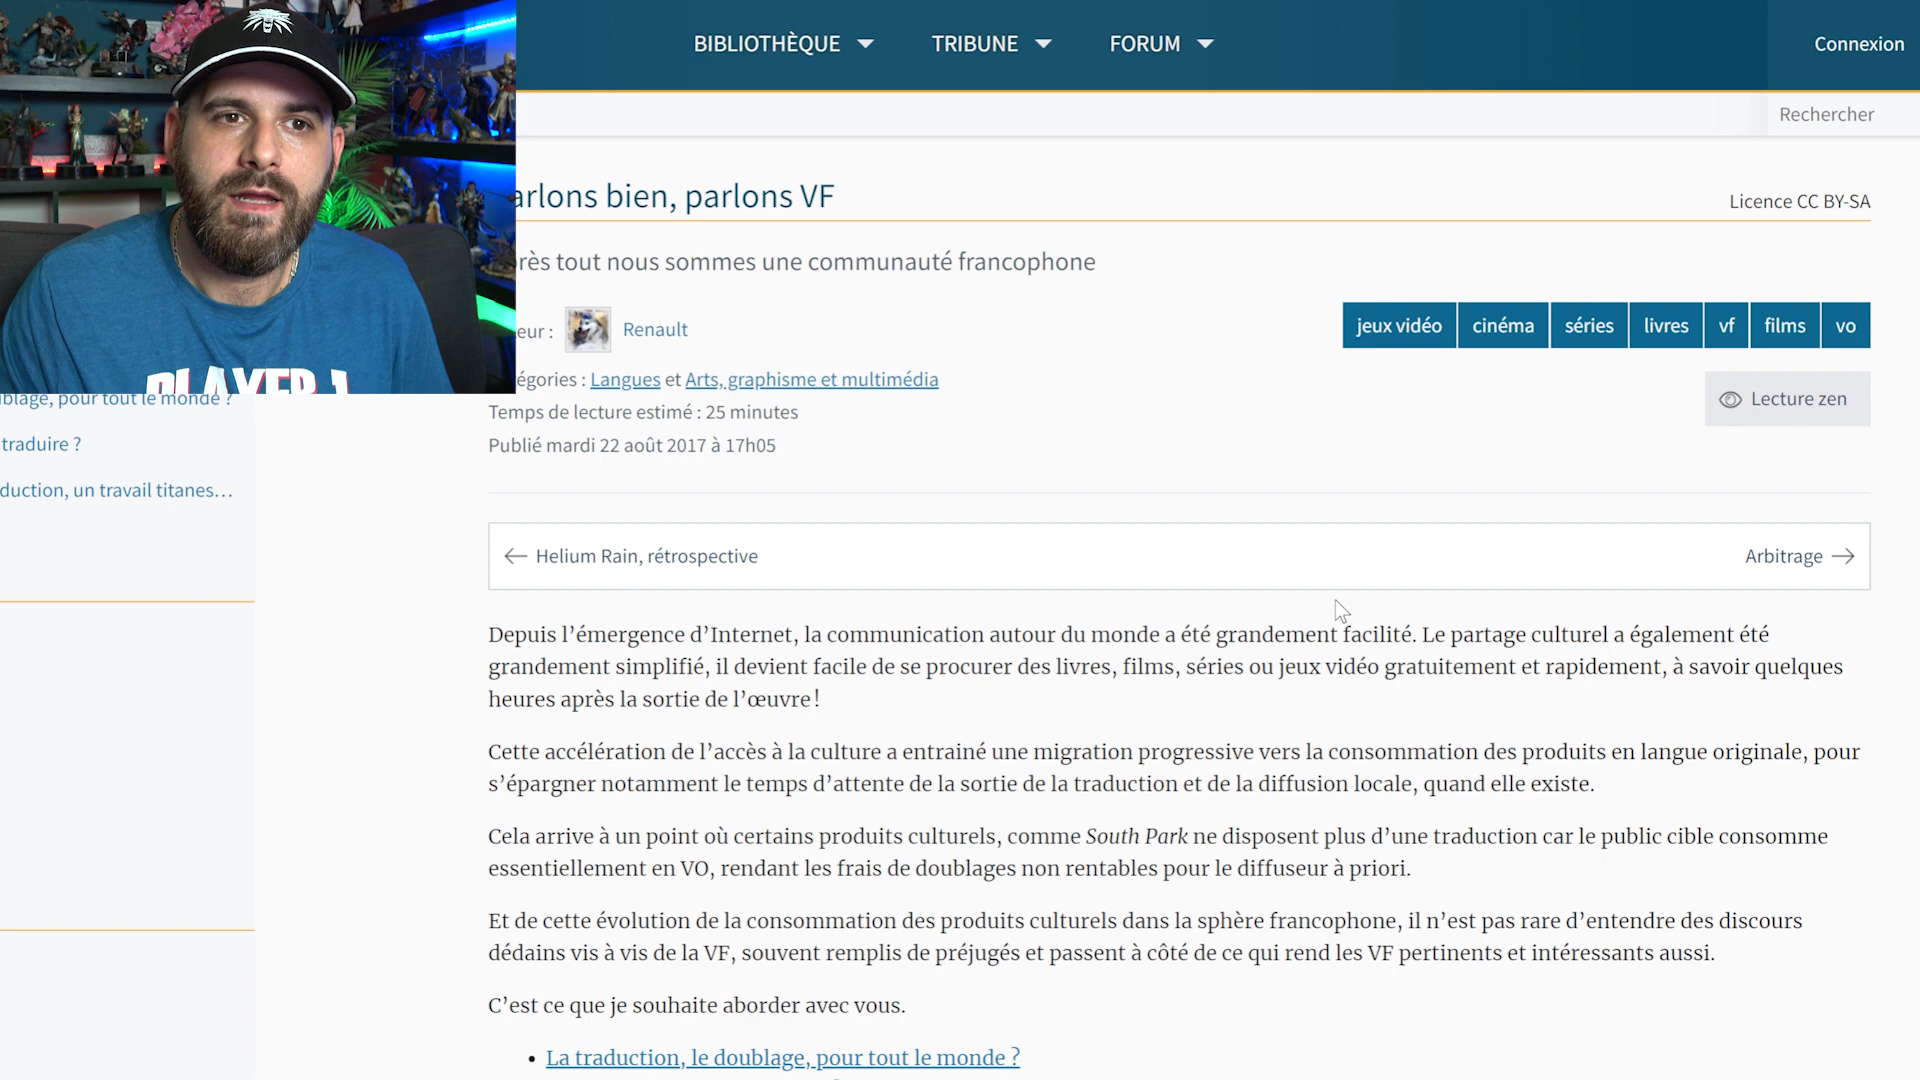 BIBLIOTHÈQUE TRIBUNE FORUM Connexion
Rechercher
arlons bien, parlons VF
Licence CC BY-SA
rès tout nous sommes une communauté francophone
eur : Renault
jeux vidéo cinéma séries livres vf films vo
égories : Langues et Arts, graphisme et multimédia
Lecture zen
Temps de lecture estimé : 25 minutes
Publié mardi 22 août 2017 à 17h05
PLAYER 1
blage, pour tout le monde ?
traduire ?
duction, un travail titanes…
← Helium Rain, rétrospective
Arbitrage →
Depuis l’émergence d’Internet, la communication autour du monde a été grandement facilité. Le partage culturel a également été
grandement simplifié, il devient facile de se procurer des livres, films, séries ou jeux vidéo gratuitement et rapidement, à savoir quelques
heures après la sortie de l’œuvre !
Cette accélération de l’accès à la culture a entrainé une migration progressive vers la consommation des produits en langue originale, pour
s’épargner notamment le temps d’attente de la sortie de la traduction et de la diffusion locale, quand elle existe.
Cela arrive à un point où certains produits culturels, comme South Park ne disposent plus d’une traduction car le public cible consomme
essentiellement en VO, rendant les frais de doublages non rentables pour le diffuseur à priori.
Et de cette évolution de la consommation des produits culturels dans la sphère francophone, il n’est pas rare d’entendre des discours
dédains vis à vis de la VF, souvent remplis de préjugés et passent à côté de ce qui rend les VF pertinents et intéressants aussi.
C’est ce que je souhaite aborder avec vous.
• La traduction, le doublage, pour tout le monde ?